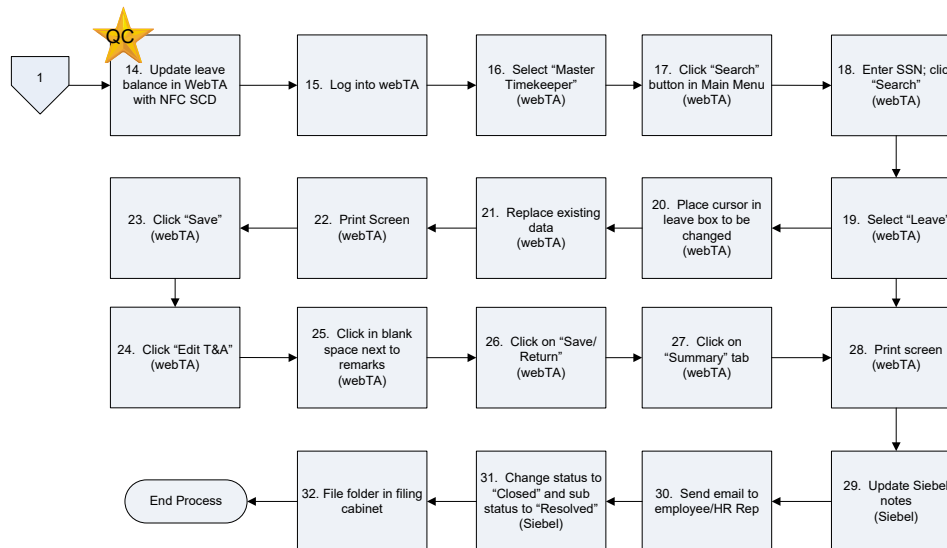 QC
1
14. Update leave
balance in WebTA
with NFC SCD
15. Log into webTA
16. Select “Master
Timekeeper”
(webTA)
17. Click “Search”
button in Main Menu
(webTA)
18. Enter SSN; clic
“Search”
(webTA)
23. Click “Save”
(webTA)
22. Print Screen
(webTA)
21. Replace existing
data
(webTA)
20. Place cursor in
leave box to be
changed
(webTA)
19. Select “Leave”
(webTA)
24. Click “Edit T&A”
(webTA)
25. Click in blank
space next to
remarks
(webTA)
26. Click on “Save/
Return”
(webTA)
27. Click on
“Summary” tab
(webTA)
28. Print screen
(webTA)
End Process
32. File folder in filing
cabinet
31. Change status to
“Closed” and sub
status to “Resolved”
(Siebel)
30. Send email to
employee/HR Rep
29. Update Siebel
notes
(Siebel)